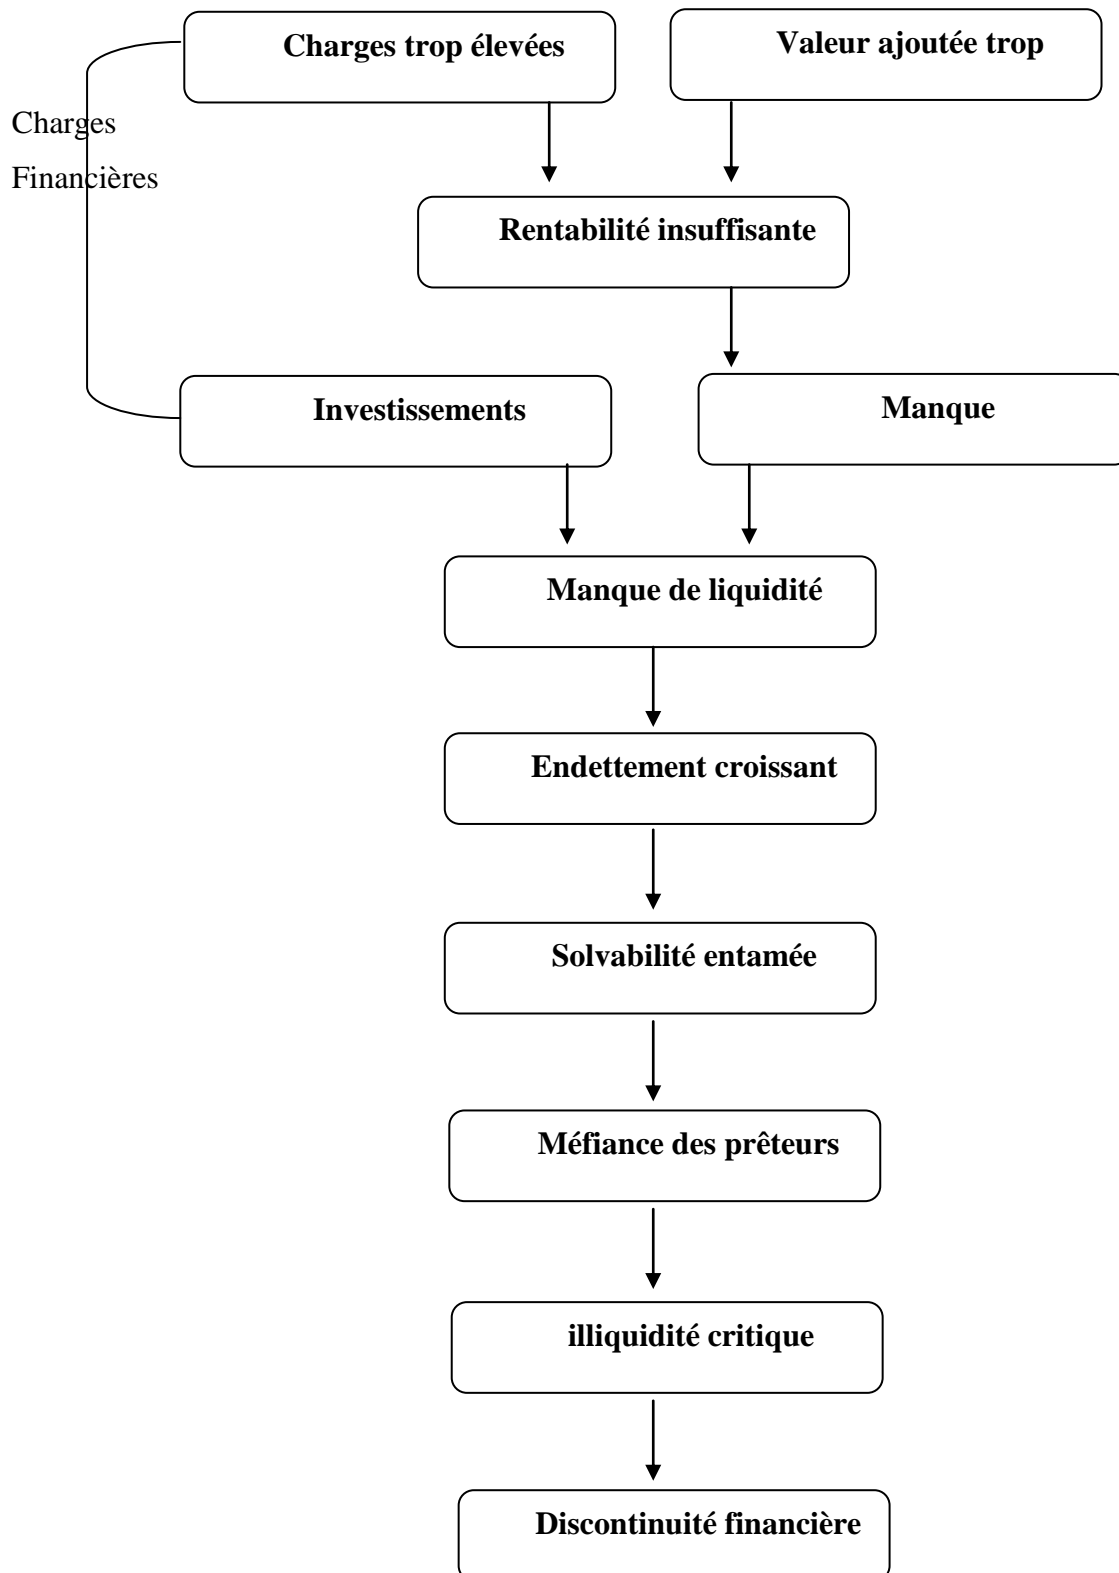 Charges trop élevées
Valeur ajoutée trop
Charges
Financières
Rentabilité insuffisante
Investissements
Manque
Manque de liquidité
Endettement croissant
Solvabilité entamée
Méfiance des prêteurs
illiquidité critique
Discontinuité financière